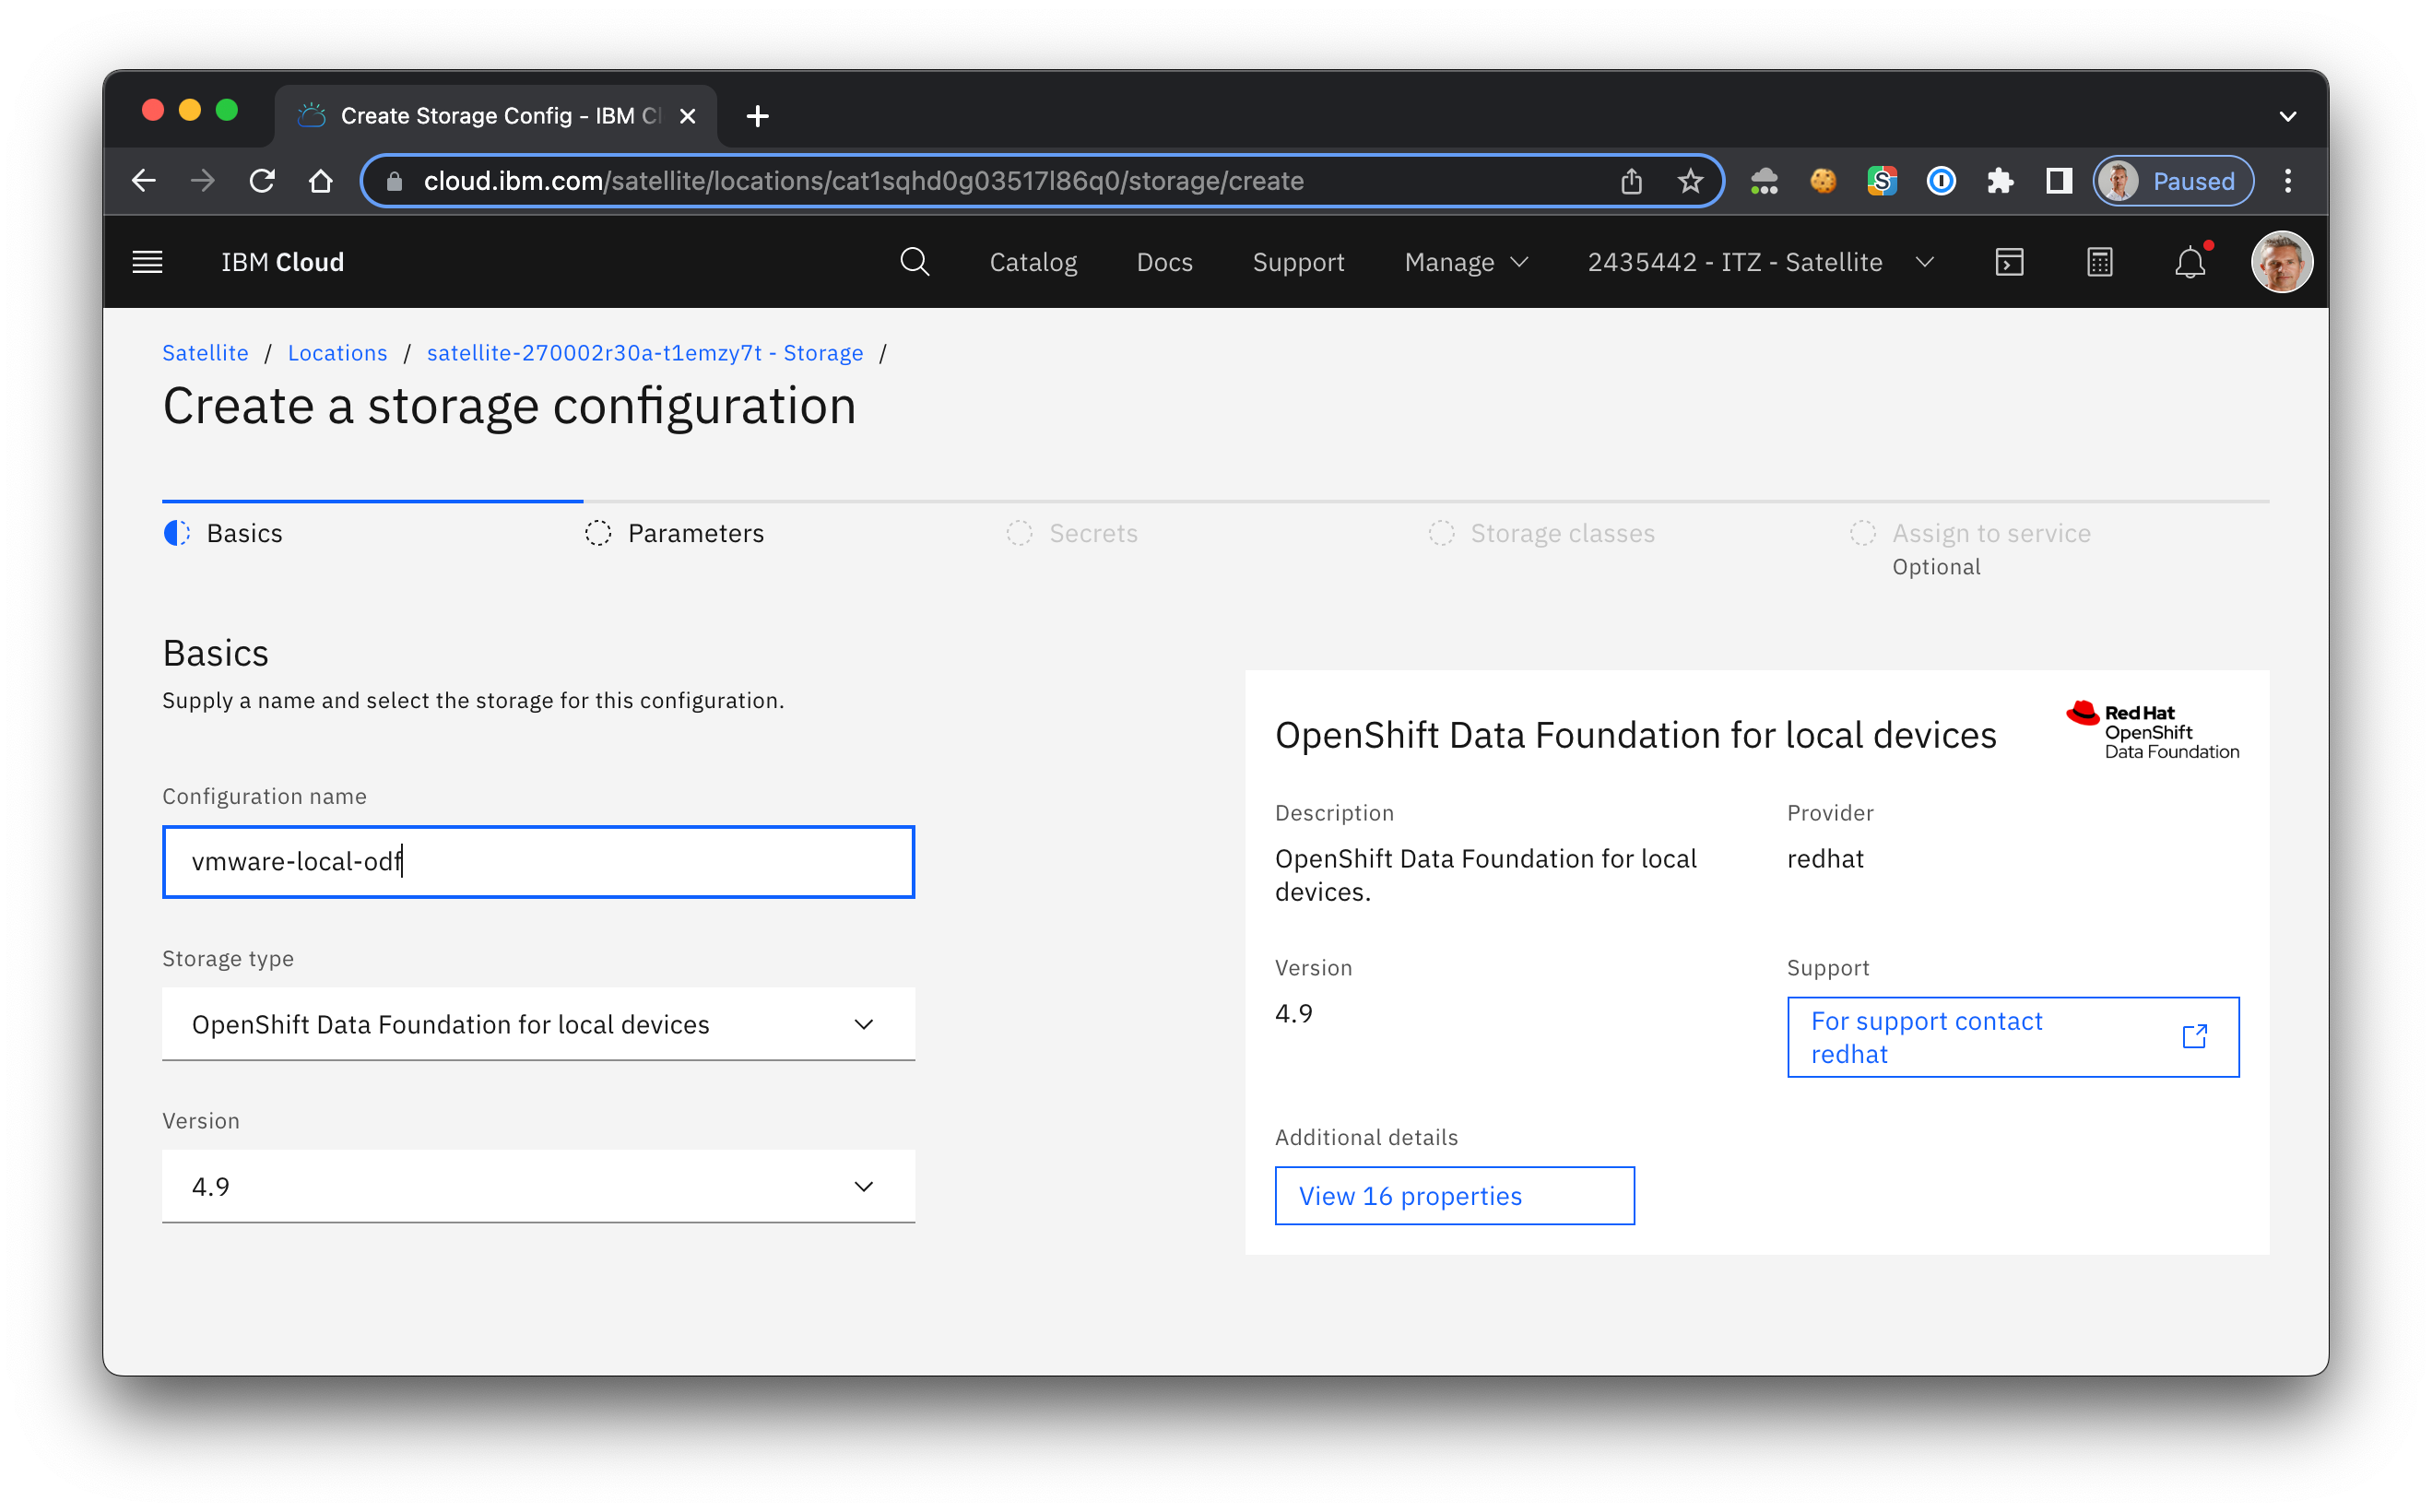 Create Storage Config - IBM Cl
cloud.ibm.com/satellite/locations/cat1sqhd0g03517l86q0/storage/create
Paused
IBM Cloud
Catalog
Docs
Support
Manage
2435442 - ITZ - Satellite
Satellite / Locations / satellite-270002r30a-t1emzy7t - Storage /
Create a storage configuration
Basics
Parameters
Secrets
Storage classes
Assign to service
Optional
Basics
Supply a name and select the storage for this configuration.
Configuration name
vmware-local-odf
Storage type
OpenShift Data Foundation for local devices
Version
4.9
OpenShift Data Foundation for local devices
Red Hat
OpenShift
Data Foundation
Description
OpenShift Data Foundation for local
devices.
Provider
redhat
Version
4.9
Support
For support contact
redhat
Additional details
View 16 properties